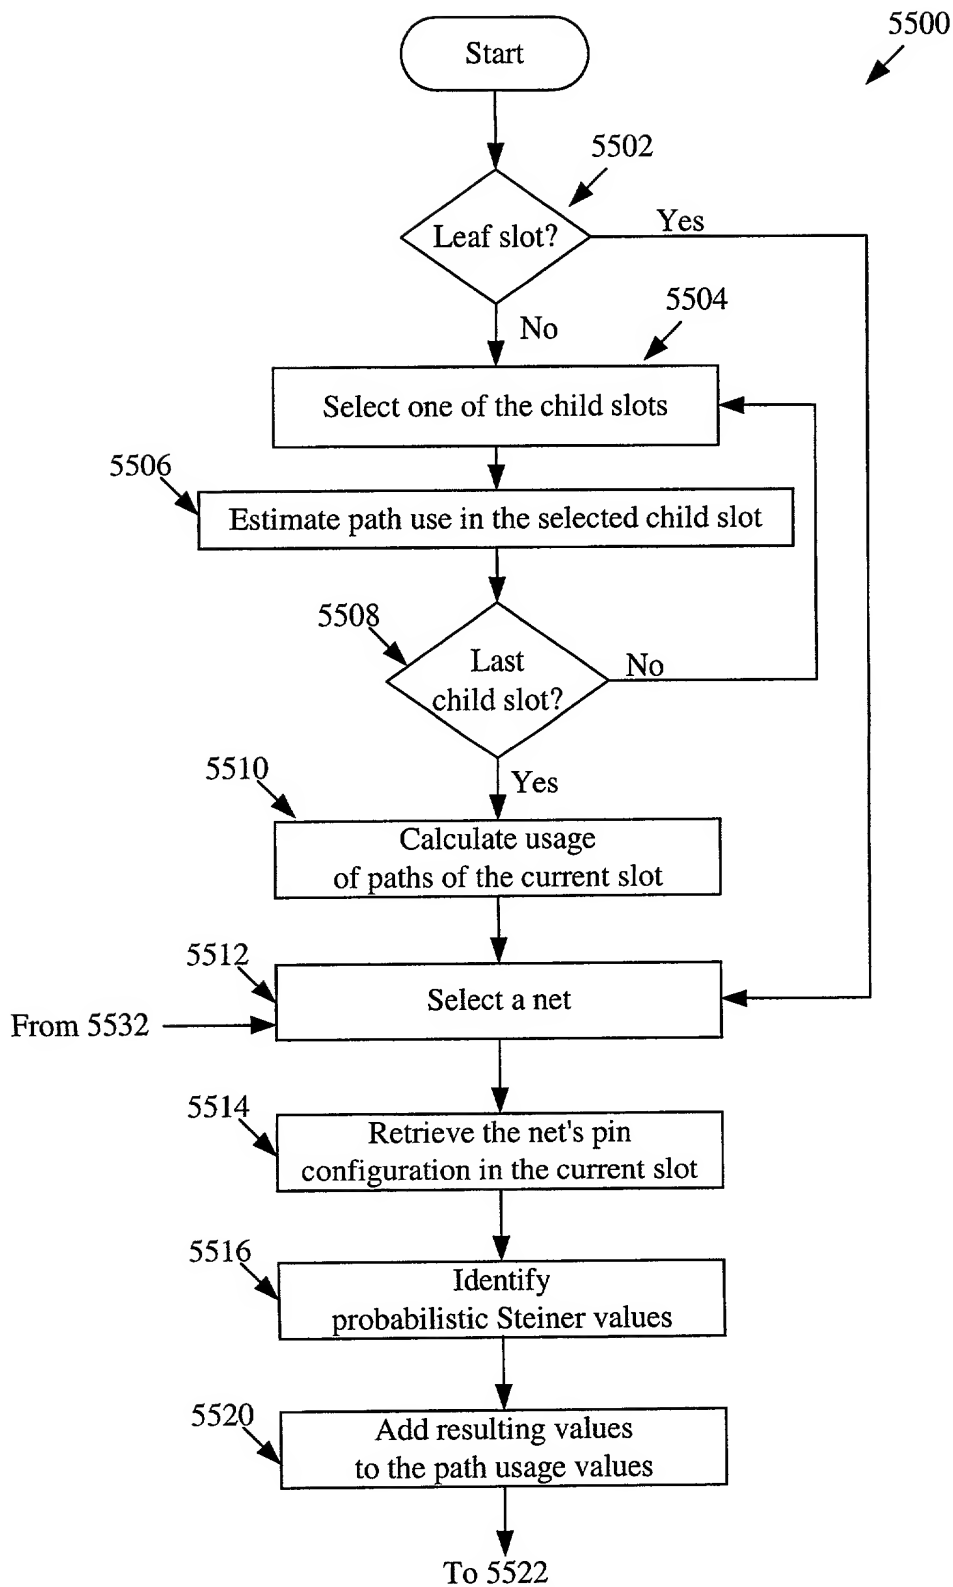 5500
Start
5502
Leaf slot?
Yes
No
5504
Select one of the child slots
5506
Estimate path use in the selected child slot
5508
Last
child slot?
No
Yes
5510
Calculate usage
of paths of the current slot
5512
Select a net
From 5532
5514
Retrieve the net's pin
configuration in the current slot
5516
Identify
probabilistic Steiner values
5520
Add resulting values
to the path usage values
To 5522